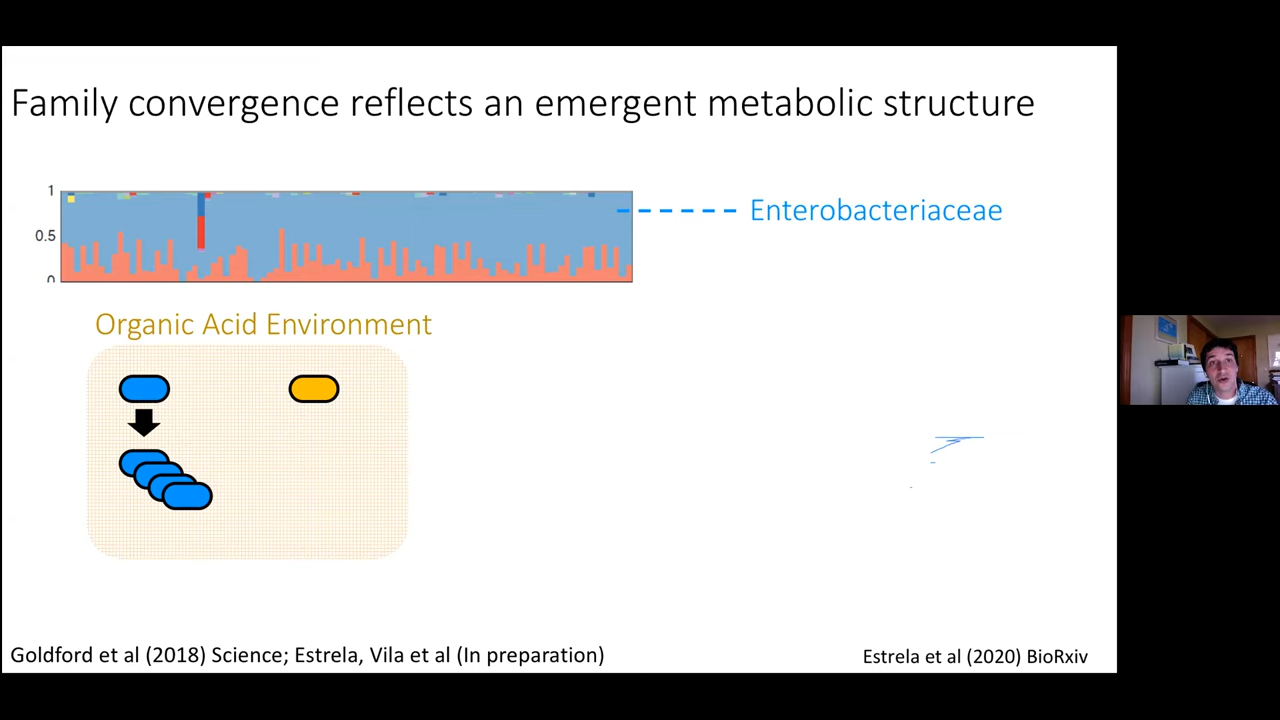 Family convergence reflects an emergent metabolic structure
1
0.5
0
Enterobacteriaceae
Organic Acid Environment
Goldford et al (2018) Science; Estrela, Vila et al (In preparation)
Estrela et al (2020) BioRxiv